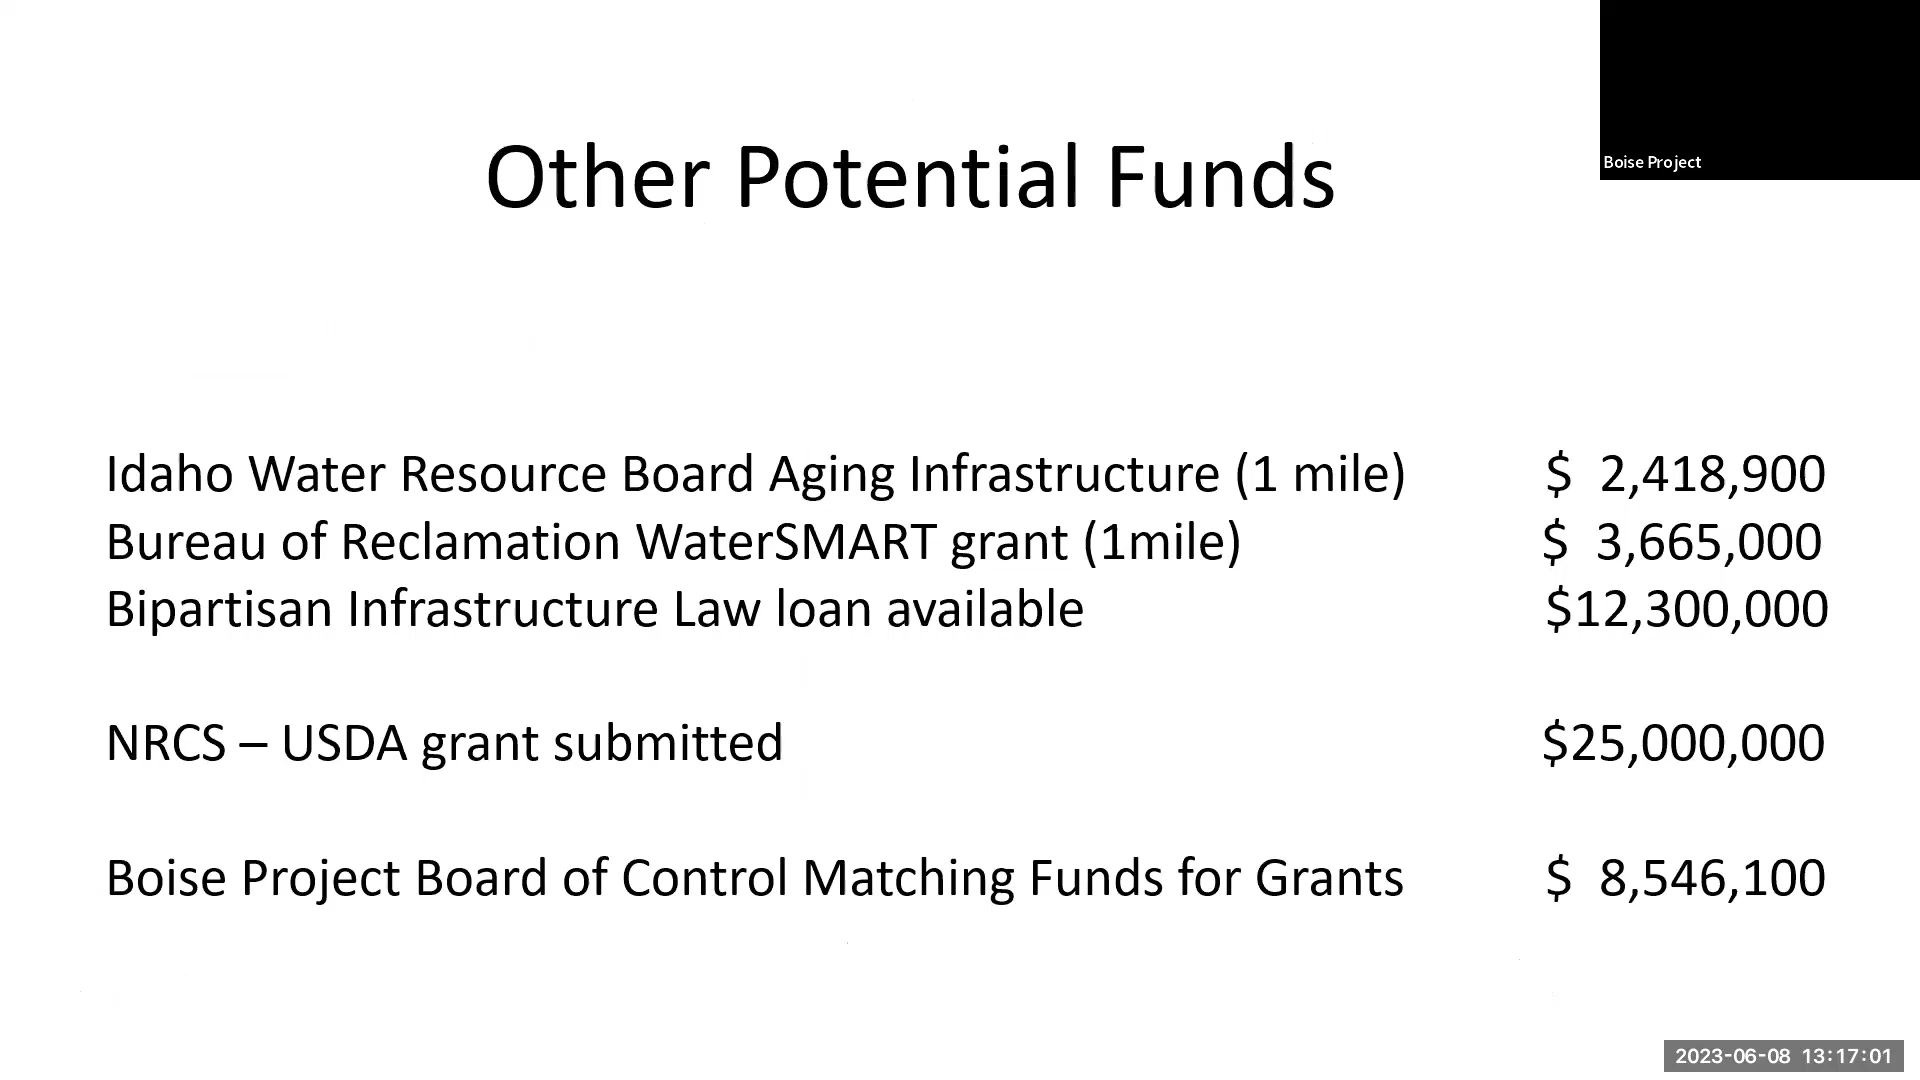 Boise Project
Other Potential Funds
Idaho Water Resource Board Aging Infrastructure (1 mile) $ 2,418,900
Bureau of Reclamation WaterSMART grant (1mile) $ 3,665,000
Bipartisan Infrastructure Law loan available $12,300,000
NRCS – USDA grant submitted $25,000,000
Boise Project Board of Control Matching Funds for Grants $ 8,546,100
2023-06-08 13:17:01